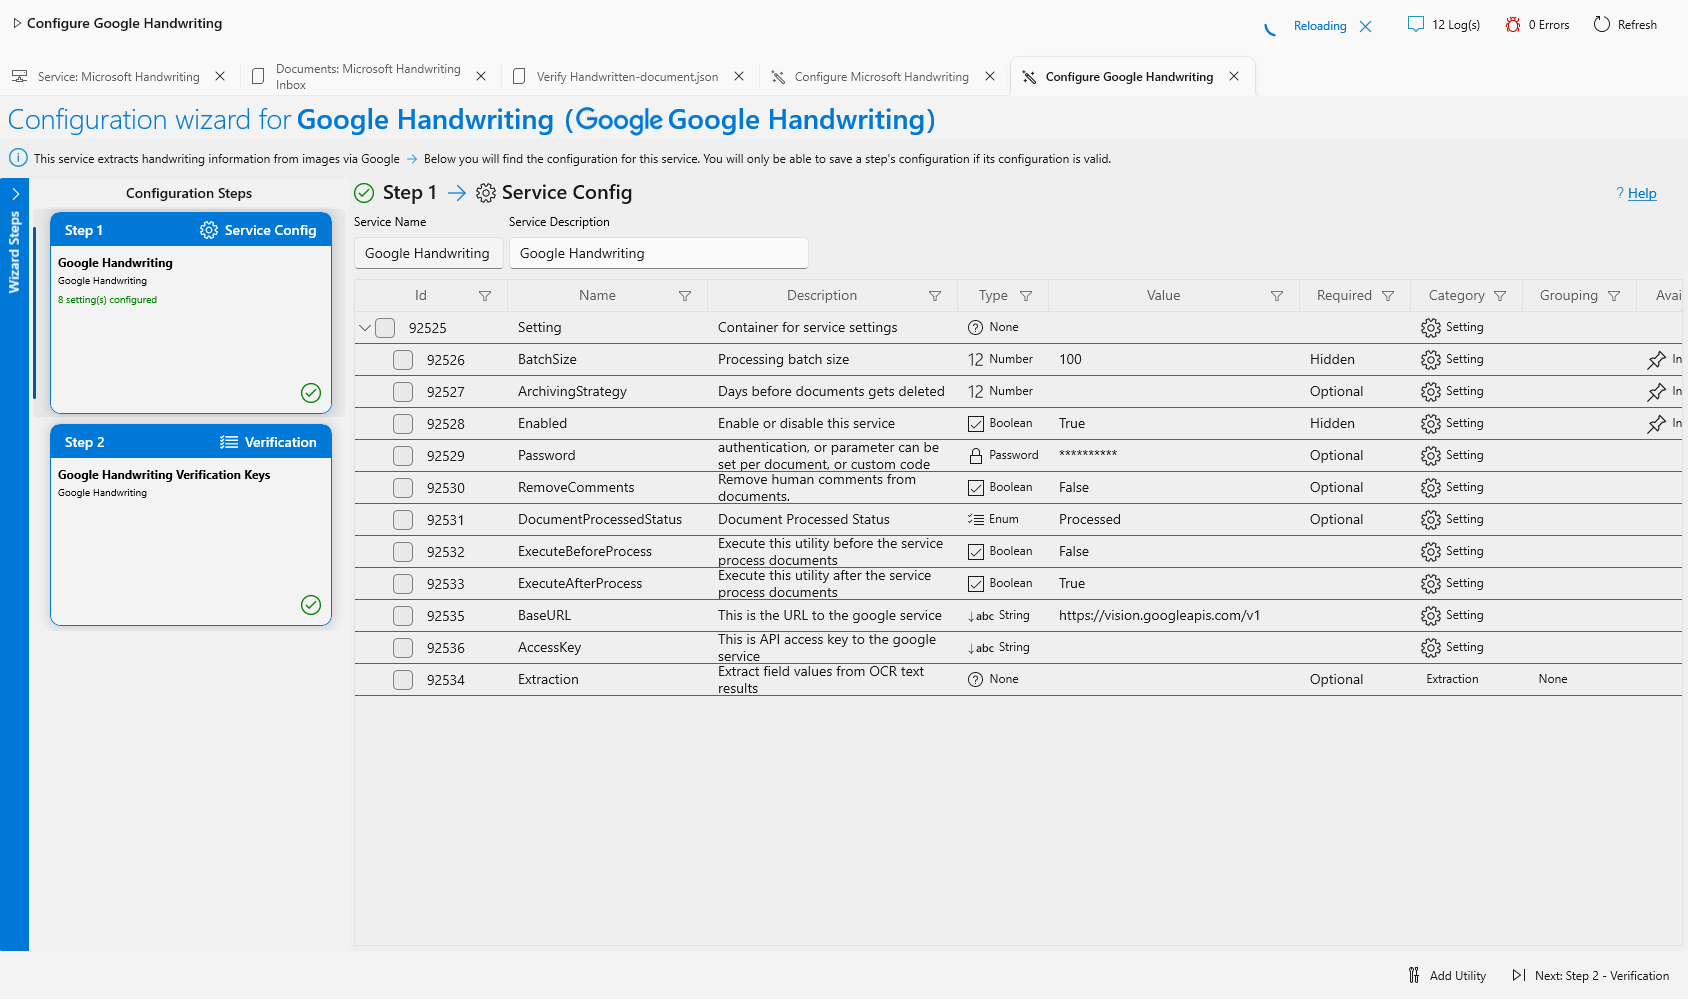 Configure Google Handwriting
Reloading
12 Log(s)
0 Errors
Refresh
Service: Microsoft Handwriting
Documents: Microsoft Handwriting
Inbox
Verify Handwritten-document.json
Configure Microsoft Handwriting
Configure Google Handwriting
Configuration wizard for Google Handwriting (Google Google Handwriting)
This service extracts handwriting information from images via Google → Below you will find the configuration for this service. You will only be able to save a step's configuration if its configuration is valid.
Wizard Steps
Configuration Steps
Step 1 Service Config
Google Handwriting
Google Handwriting
8 setting(s) configured
Step 2 Verification
Google Handwriting Verification Keys
Google Handwriting
Step 1 → Service Config
? Help
Service Name Service Description
Google Handwriting Google Handwriting
Id Name Description Type Value Required Category Grouping Avai
92525 Setting Container for service settings None Setting
92526 BatchSize Processing batch size 12 Number 100 Hidden Setting In
92527 ArchivingStrategy Days before documents gets deleted 12 Number Optional Setting In
92528 Enabled Enable or disable this service Boolean True Hidden Setting In
92529 Password authentication, or parameter can be
set per document, or custom code Password ********** Optional Setting
92530 RemoveComments Remove human comments from
documents. Boolean False Optional Setting
92531 DocumentProcessedStatus Document Processed Status Enum Processed Optional Setting
92532 ExecuteBeforeProcess Execute this utility before the service
process documents Boolean False Setting
92533 ExecuteAfterProcess Execute this utility after the service
process documents Boolean True Setting
92535 BaseURL This is the URL to the google service ↓abc String https://vision.googleapis.com/v1 Setting
92536 AccessKey This is API access key to the google
service ↓abc String Setting
92534 Extraction Extract field values from OCR text
results None Optional Extraction None
Add Utility
Next: Step 2 - Verification